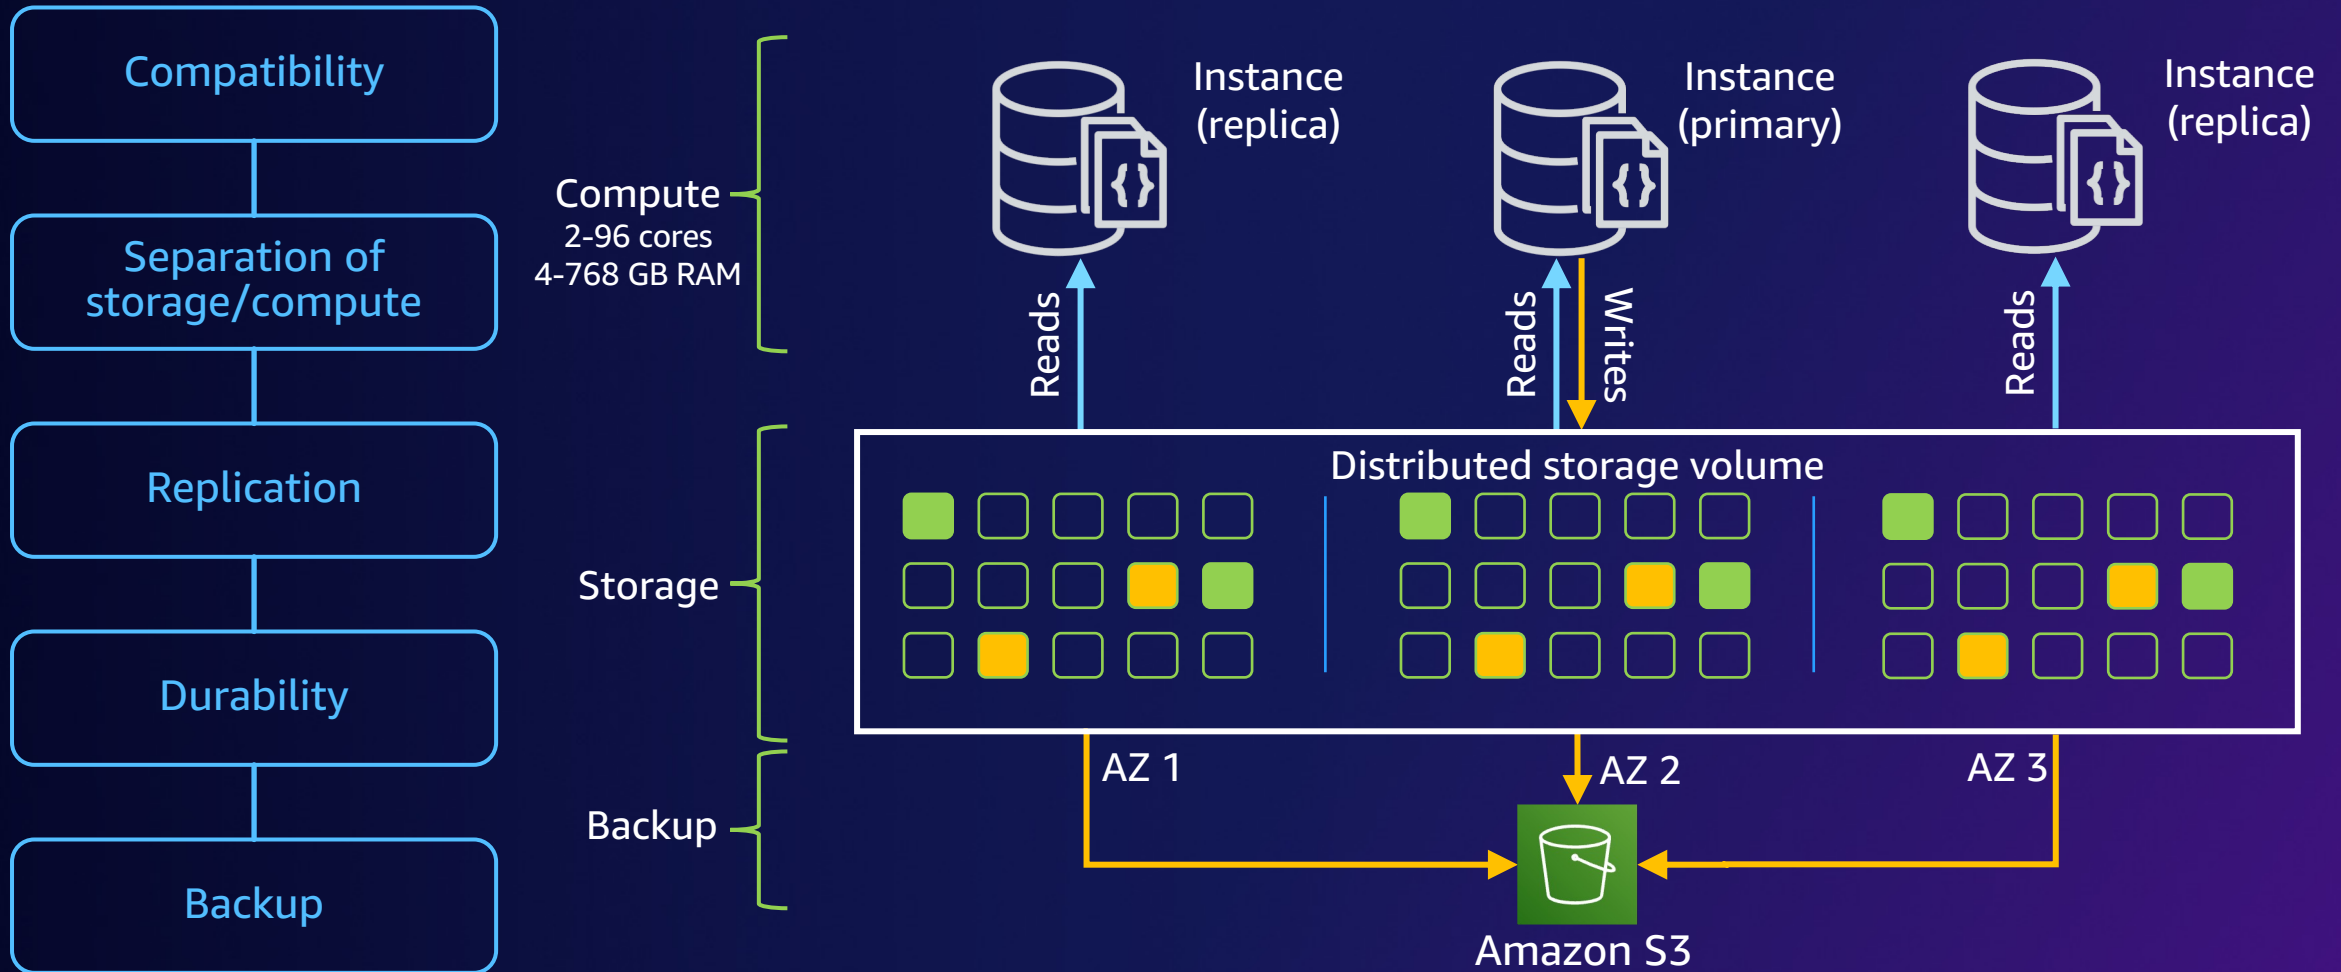 Compatibility
Separation of
storage/compute
Replication
Durability
Backup
Compute
2-96 cores
4-768 GB RAM
Storage
Backup
Instance
(replica)
Instance
(primary)
Instance
(replica)
Reads
Reads
Writes
Reads
Distributed storage volume
AZ 1
AZ 2
AZ 3
Amazon S3